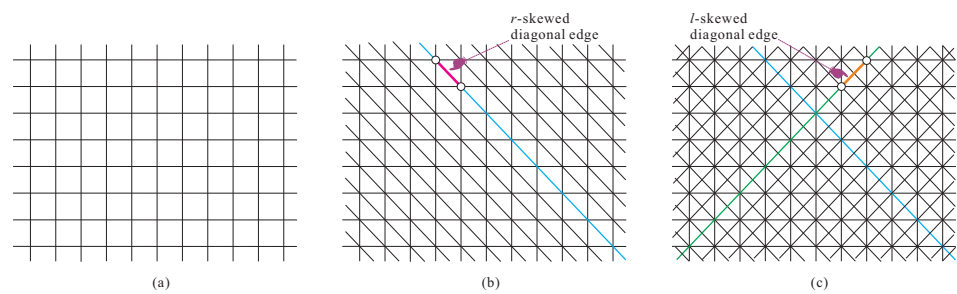 r-skewed
diagonal edge
l-skewed
diagonal edge
(a)
(b)
(c)